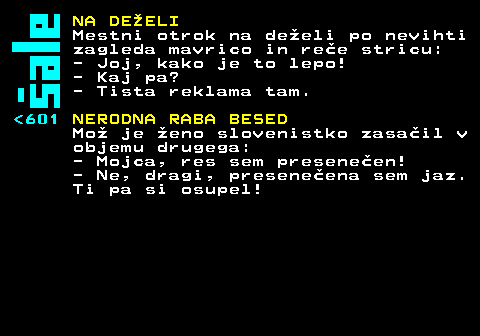 šale
NA DEŽELI
Mestni otrok na deželi po nevihti
zagleda mavrico in reče stricu:
- Joj, kako je to lepo!
- Kaj pa?
- Tista reklama tam.
<601 NERODNA RABA BESED
Mož je ženo slovenistko zasačil v
objemu drugega:
- Mojca, res sem presenečen!
- Ne, dragi, presenečena sem jaz.
Ti pa si osupel!